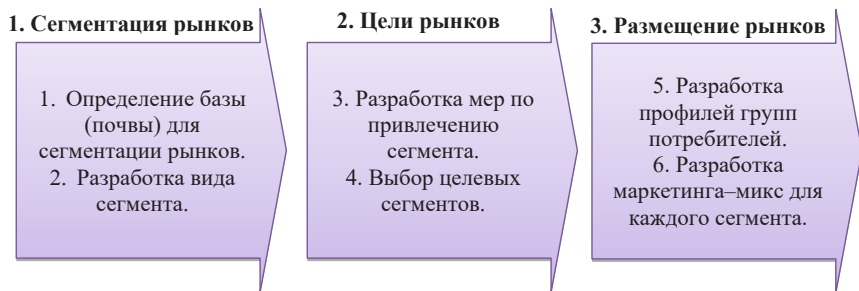 1. Сегментация рынков
1. Определение базы
(почвы) для
сегментации рынков.
2. Разработка вида
сегмента.
2. Цели рынков
3. Разработка мер по
привлечению
сегмента.
4. Выбор целевых
сегментов.
3. Размещение рынков
5. Разработка
профилей групп
потребителей.
6. Разработка
маркетинга–микс для
каждого сегмента.